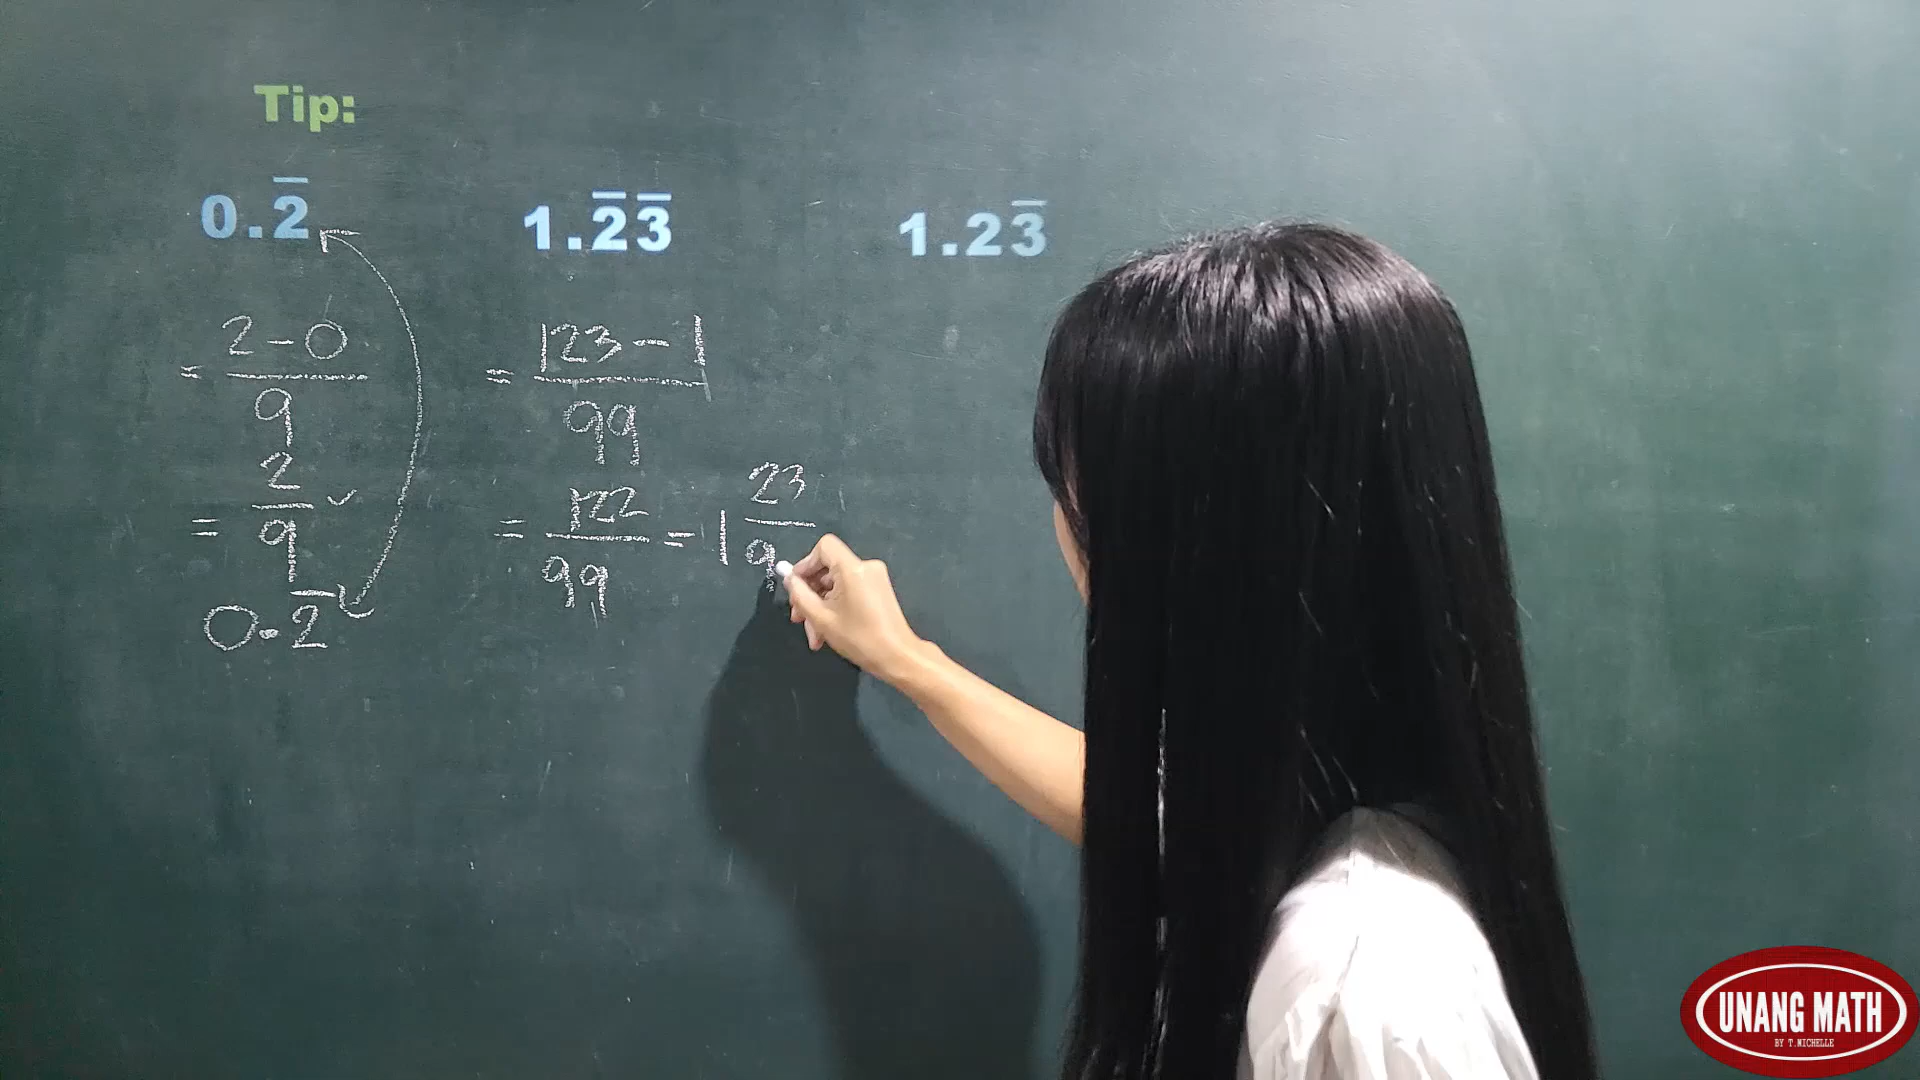 Tip:
0.2̅ 1.2̅3̅ 1.23̅
= 2-0/9
= 2/9 ✓
0.2̅
= 123-1/99
= 122/99 = 1 23/9
UNANG MATH
BY T.MICHELLE